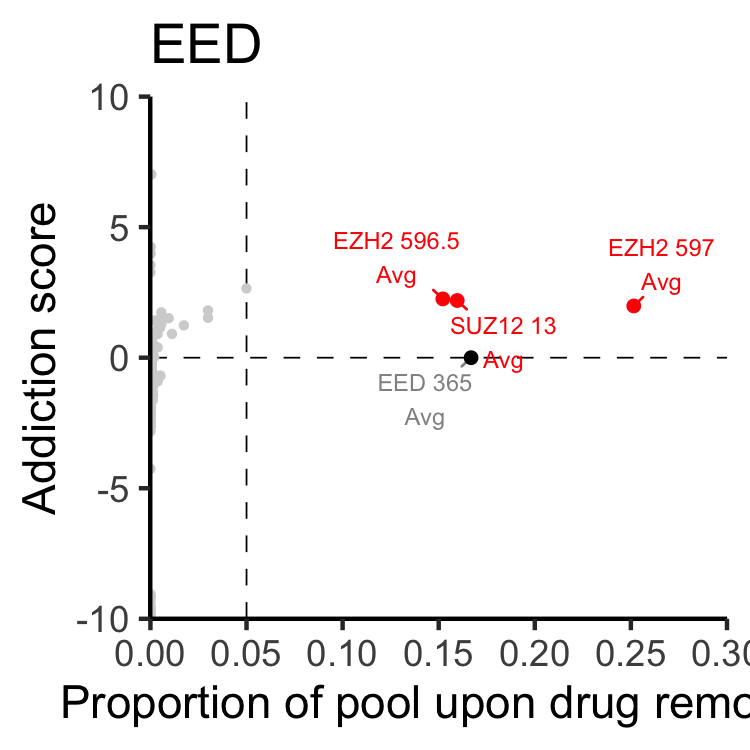 EED
10
5
0
-5
-10
Addiction score
EZH2 596.5
Avg
EZH2 597
Avg
SUZ12 13
Avg
EED 365
Avg
0.00 0.05 0.10 0.15 0.20 0.25 0.30
Proportion of pool upon drug remo